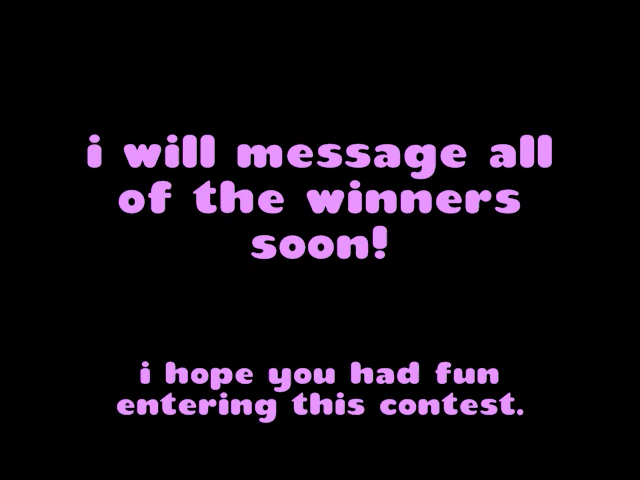 i will message all
of the winners
soon!
i hope you had fun
entering this contest.